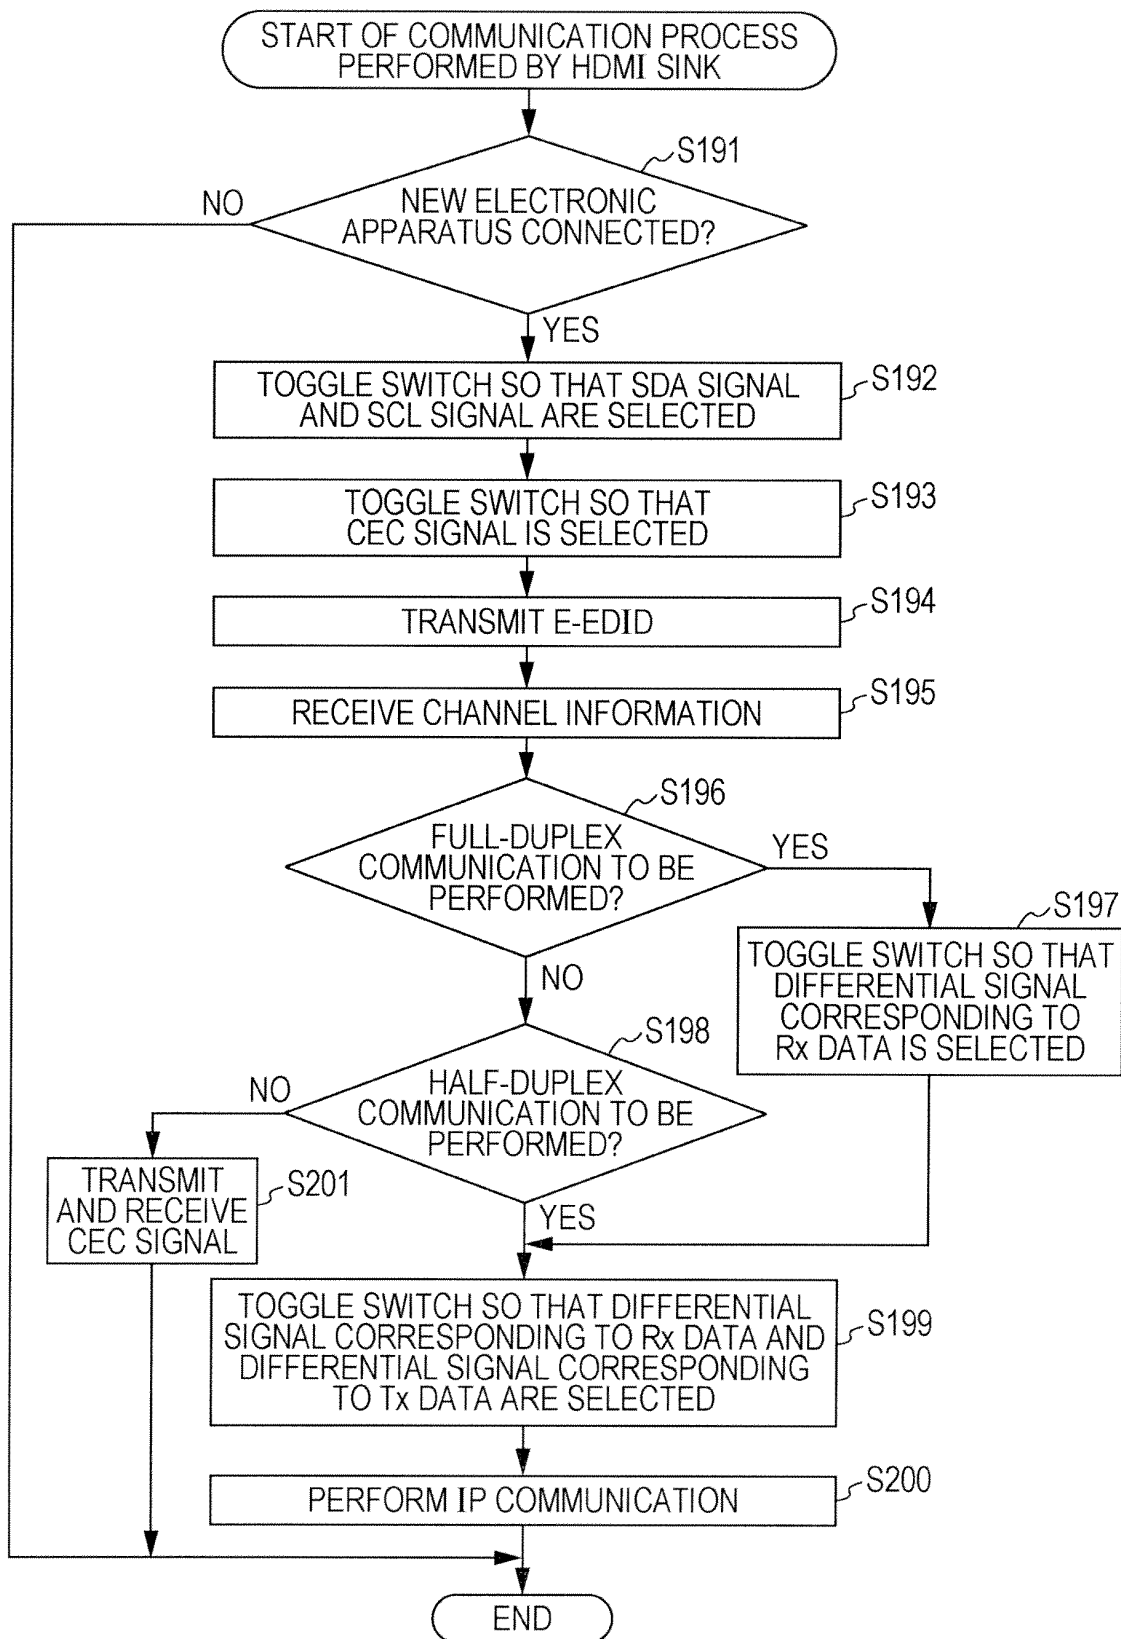 START OF COMMUNICATION PROCESS
PERFORMED BY HDMI SINK
S191
NO
NEW ELECTRONIC
APPARATUS CONNECTED?
YES
TOGGLE SWITCH SO THAT SDA SIGNAL
AND SCL SIGNAL ARE SELECTED
S192
TOGGLE SWITCH SO THAT
CEC SIGNAL IS SELECTED
S193
TRANSMIT E-EDID
S194
RECEIVE CHANNEL INFORMATION
S195
S196
FULL-DUPLEX
COMMUNICATION TO BE
PERFORMED?
YES
NO
S197
TOGGLE SWITCH SO THAT
DIFFERENTIAL SIGNAL
CORRESPONDING TO
Rx DATA IS SELECTED
S198
NO
HALF-DUPLEX
COMMUNICATION TO BE
PERFORMED?
YES
TRANSMIT
AND RECEIVE
CEC SIGNAL
S201
TOGGLE SWITCH SO THAT DIFFERENTIAL
SIGNAL CORRESPONDING TO Rx DATA AND
DIFFERENTIAL SIGNAL CORRESPONDING
TO Tx DATA ARE SELECTED
S199
PERFORM IP COMMUNICATION
S200
END